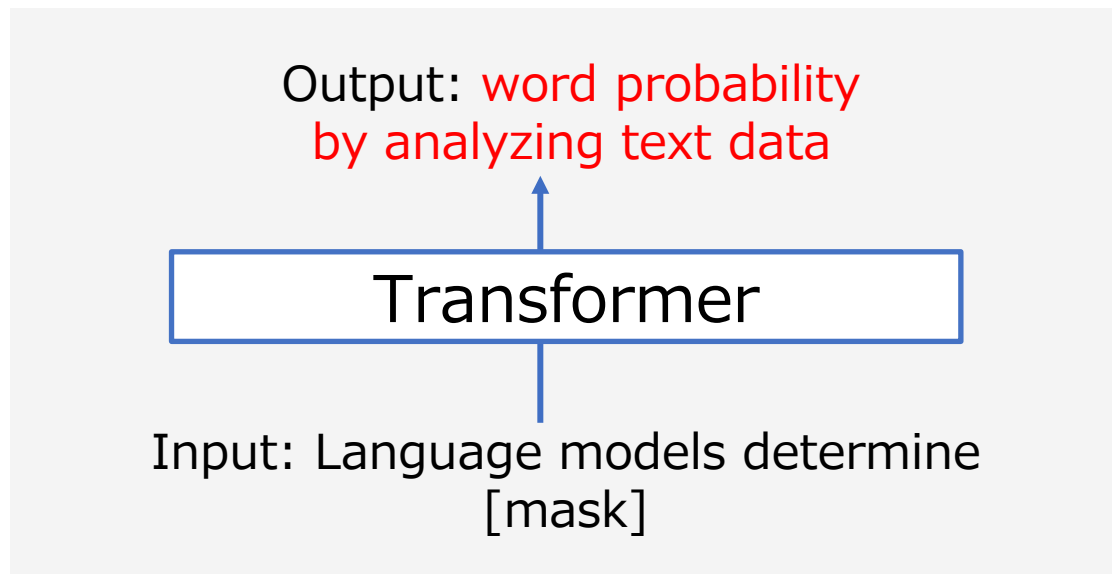 Output: word probability
by analyzing text data
Transformer
Input: Language models determine
[mask]